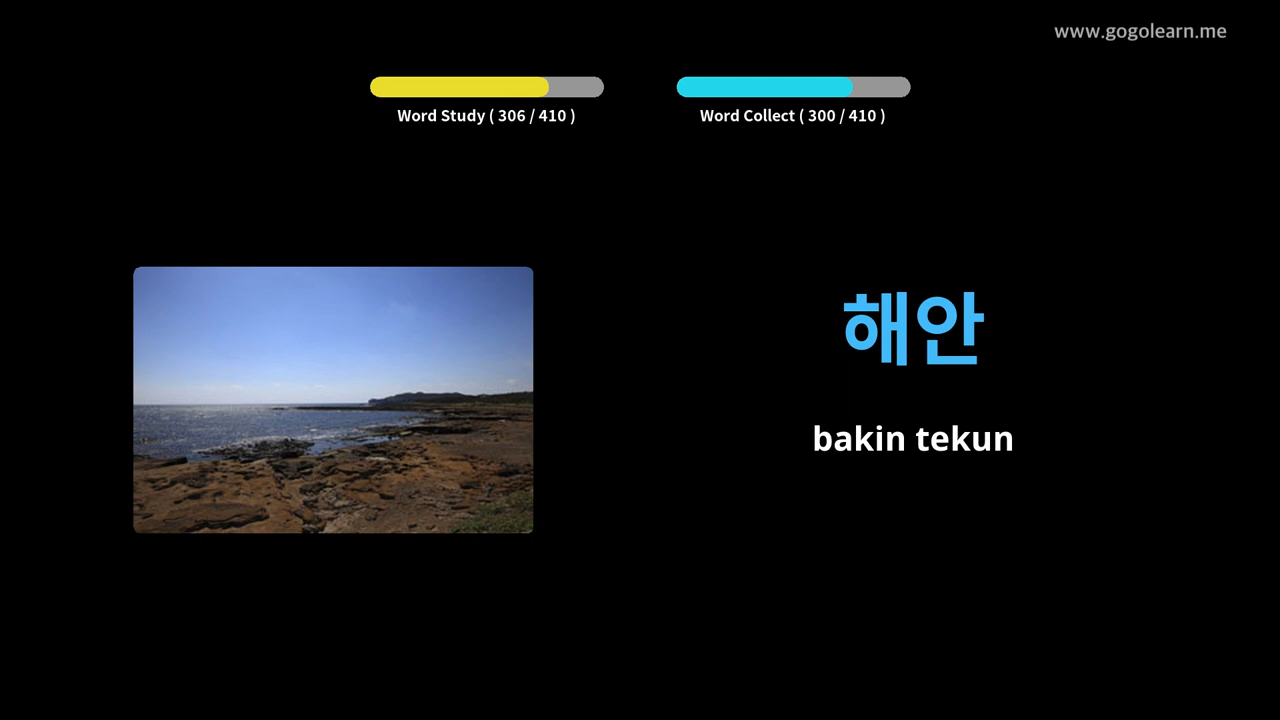 www.gogolearn.me
Word Study ( 306 / 410 )
Word Collect ( 300 / 410 )
해안
bakin tekun